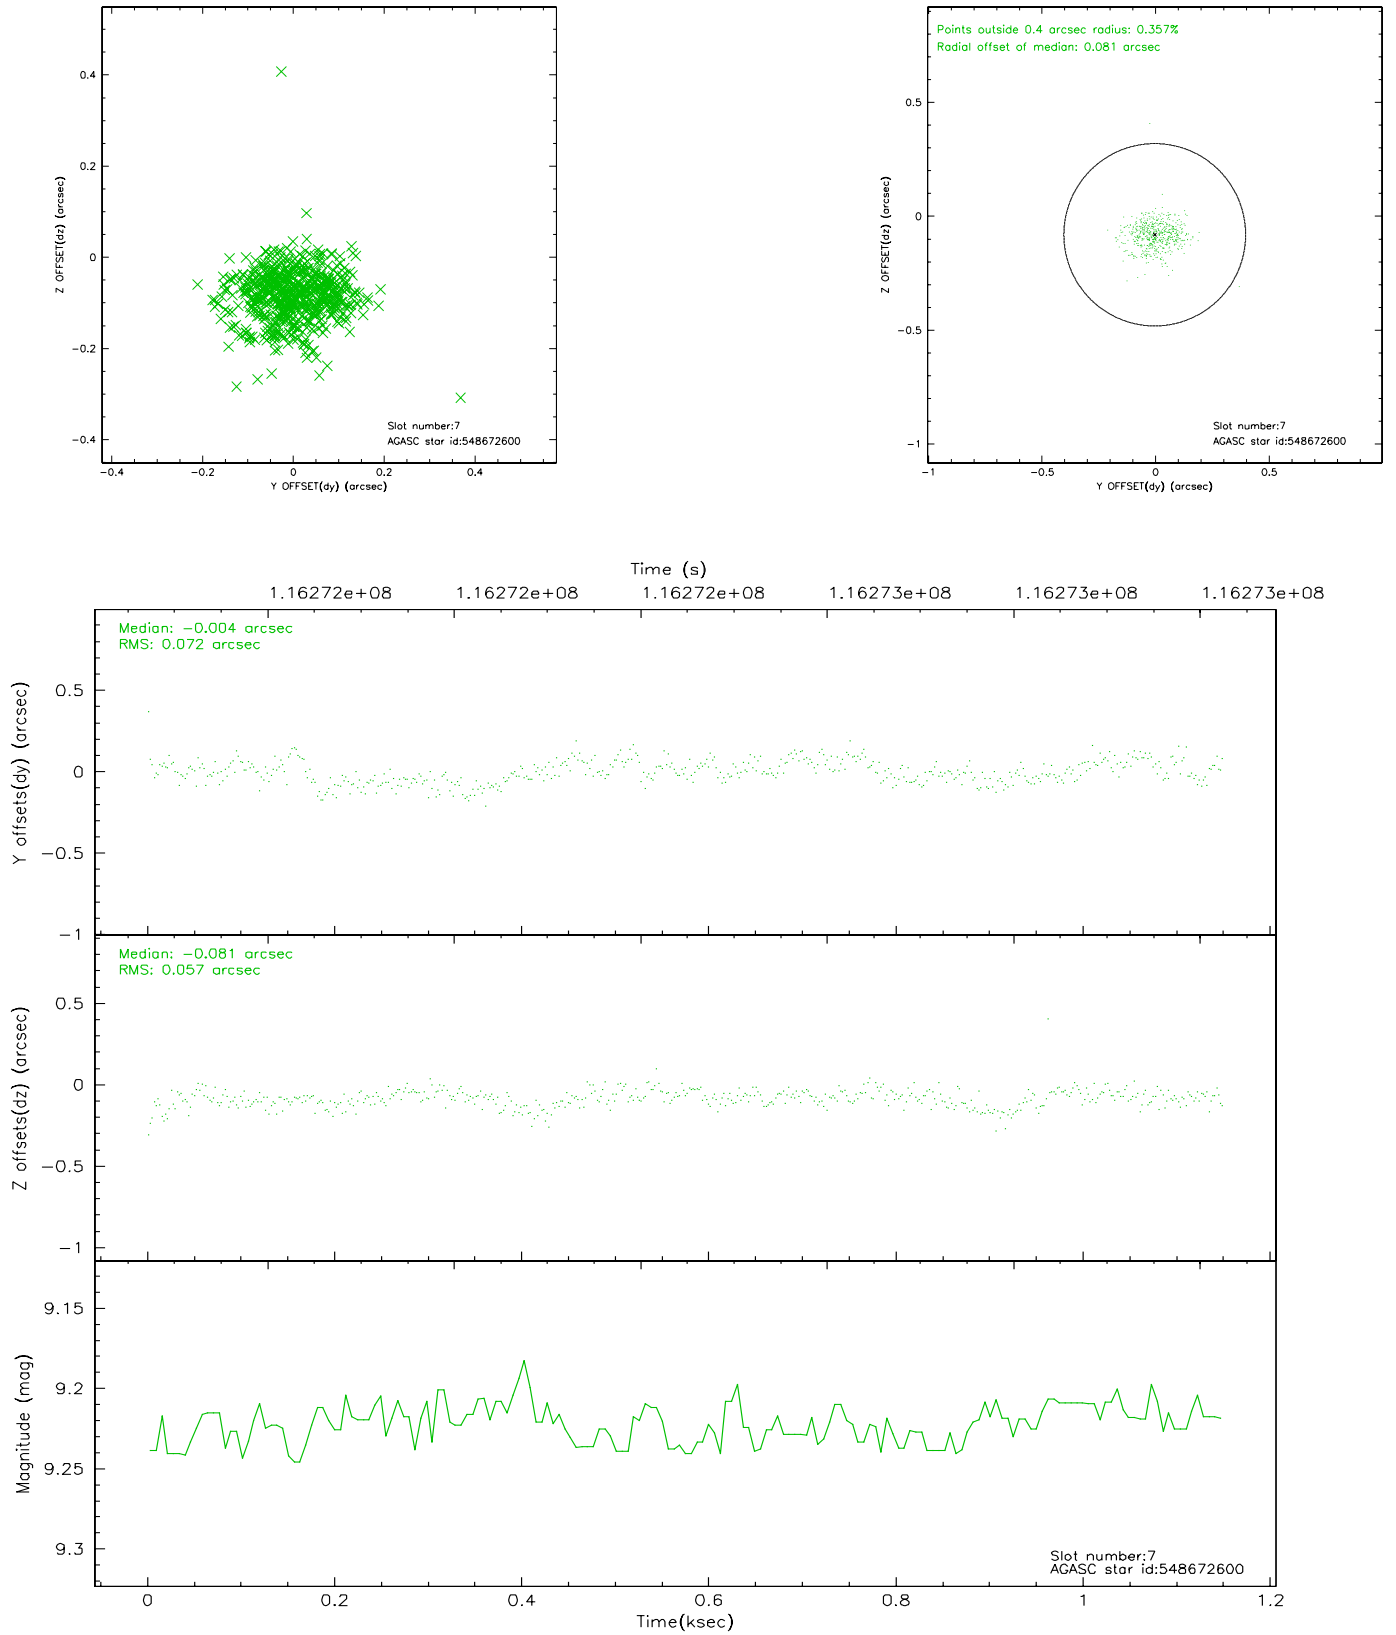 0.4
0.2
0
-0.2
-0.4
Z OFFSET(dz) (arcsec)
-0.4
-0.2
0
0.2
0.4
Y OFFSET(dy) (arcsec)
Slot number:7
AGASC star id:548672600
Points outside 0.4 arcsec radius: 0.357%
Radial offset of median: 0.081 arcsec
0.5
0
-0.5
-1
Z OFFSET(dz) (arcsec)
-1
-0.5
0
0.5
Y OFFSET(dy) (arcsec)
Slot number:7
AGASC star id:548672600
Time (s)
1.16272e+08
1.16272e+08
1.16272e+08
1.16273e+08
1.16273e+08
1.16273e+08
Median: -0.004 arcsec
RMS: 0.072 arcsec
0.5
0
-0.5
-1
Y offsets(dy) (arcsec)
Median: -0.081 arcsec
RMS: 0.057 arcsec
0.5
0
-0.5
-1
Z offsets(dz) (arcsec)
9.15
9.2
9.25
9.3
Magnitude (mag)
Slot number:7
AGASC star id:548672600
0
0.2
0.4
0.6
0.8
1
1.2
Time(ksec)